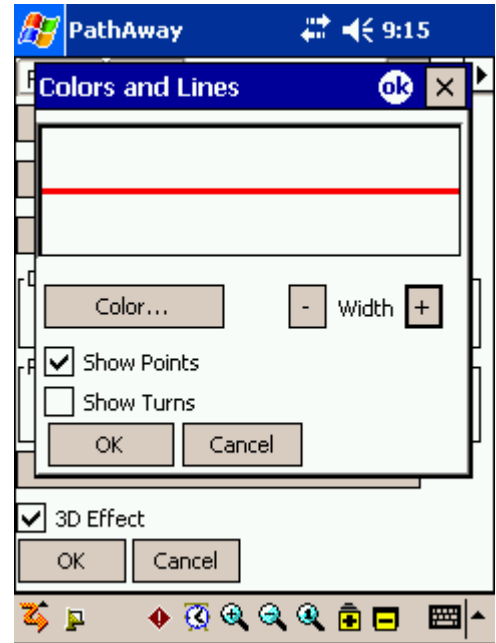 PathAway 9:15
Colors and Lines ok
Color... - Width +
Show Points
Show Turns
OK Cancel
3D Effect
OK Cancel